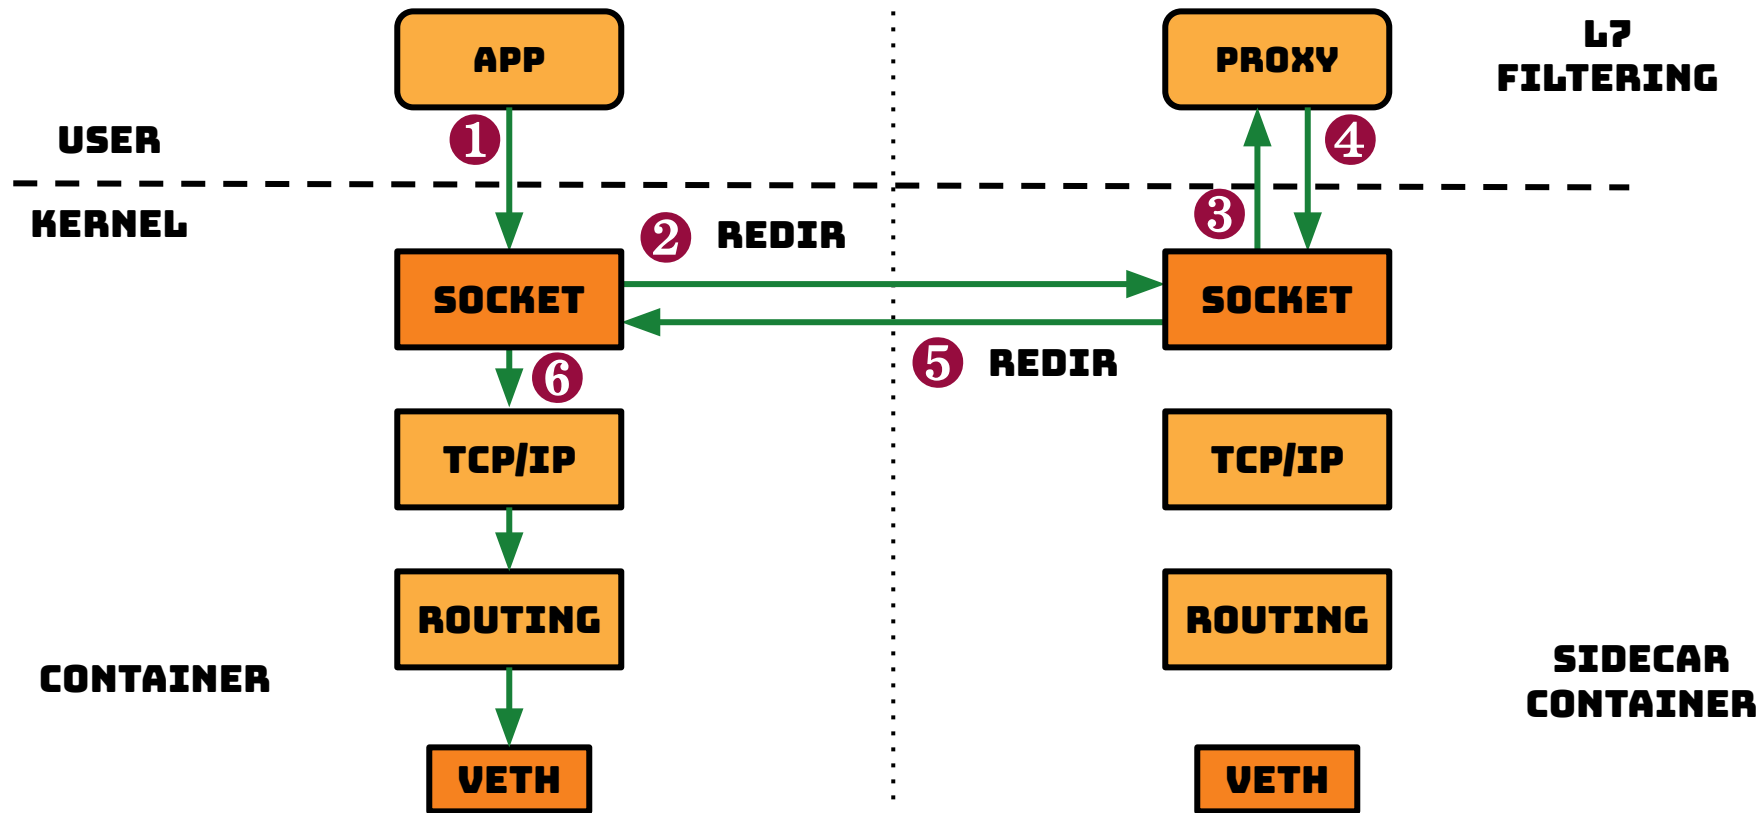 APP
PROXY
L7
FILTERING
1
4
USER
KERNEL
2 REDIR
3
SOCKET
SOCKET
5 REDIR
6
TCP/IP
TCP/IP
ROUTING
ROUTING
CONTAINER
SIDECAR
CONTAINER
VETH
VETH